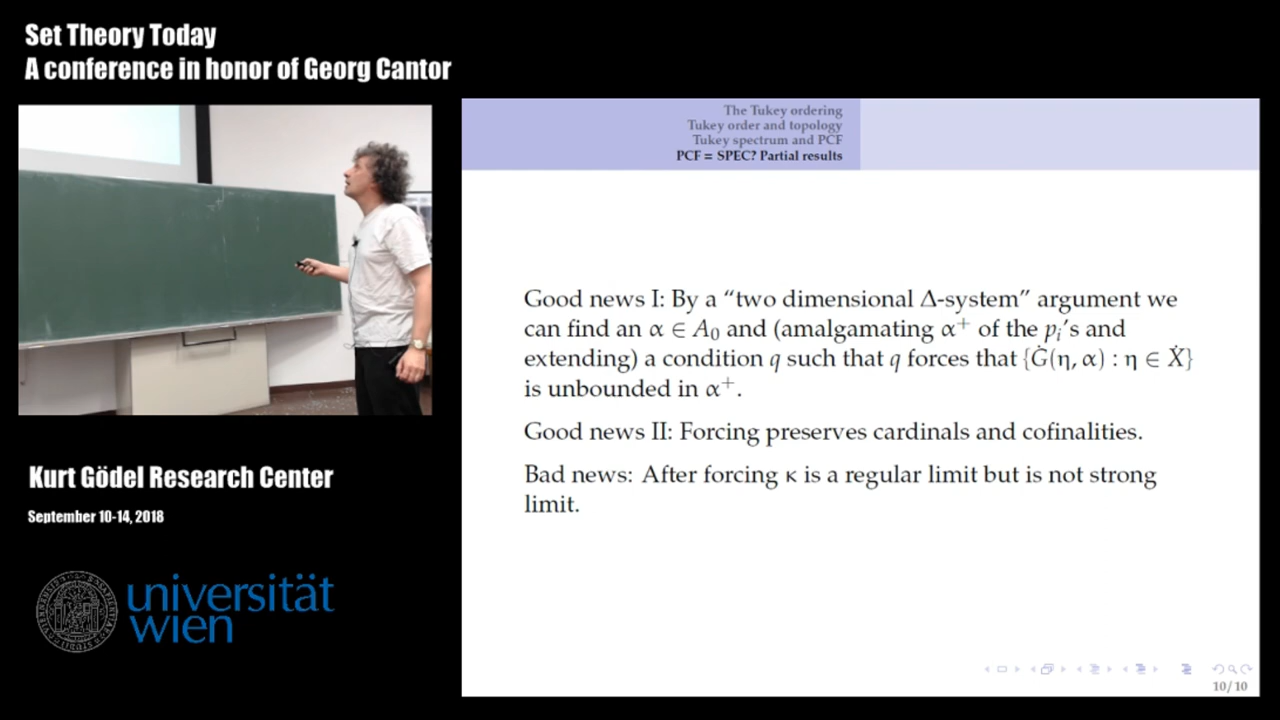 Set Theory Today
A conference in honor of Georg Cantor
The Tukey ordering
Tukey order and topology
Tukey spectrum and PCF
PCF = SPEC? Partial results
Good news I: By a “two dimensional Δ-system” argument we
can find an α ∈ A₀ and (amalgamating α⁺ of the pᵢ’s and
extending) a condition q such that q forces that {Ġ(η, α) : η ∈ Ẋ}
is unbounded in α⁺.
Good news II: Forcing preserves cardinals and cofinalities.
Bad news: After forcing κ is a regular limit but is not strong
limit.
10/10
Kurt Gödel Research Center
September 10-14, 2018
universität
wien